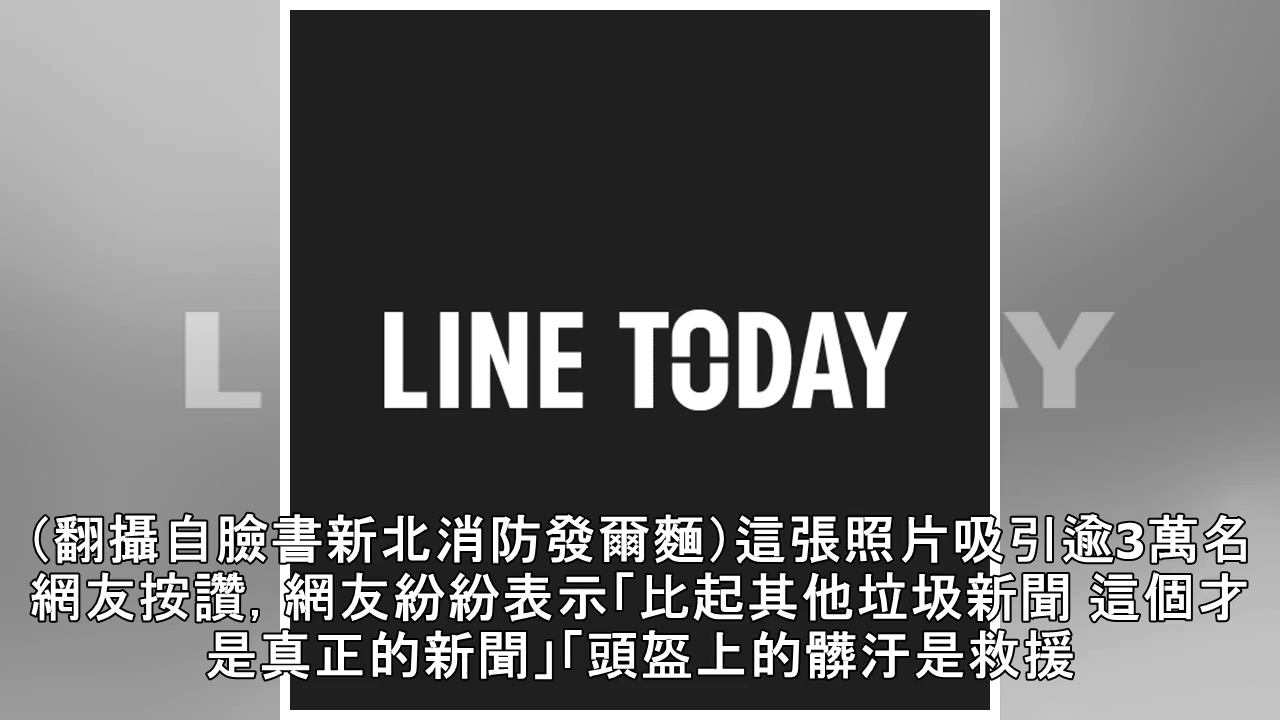 L
AY
LINE TODAY
(翻攝自臉書新北消防發爾麵)這張照片吸引逾3萬名
網友按讚, 網友紛紛表示「比起其他垃圾新聞 這個才
是真正的新聞」「頭盔上的髒汙是救援